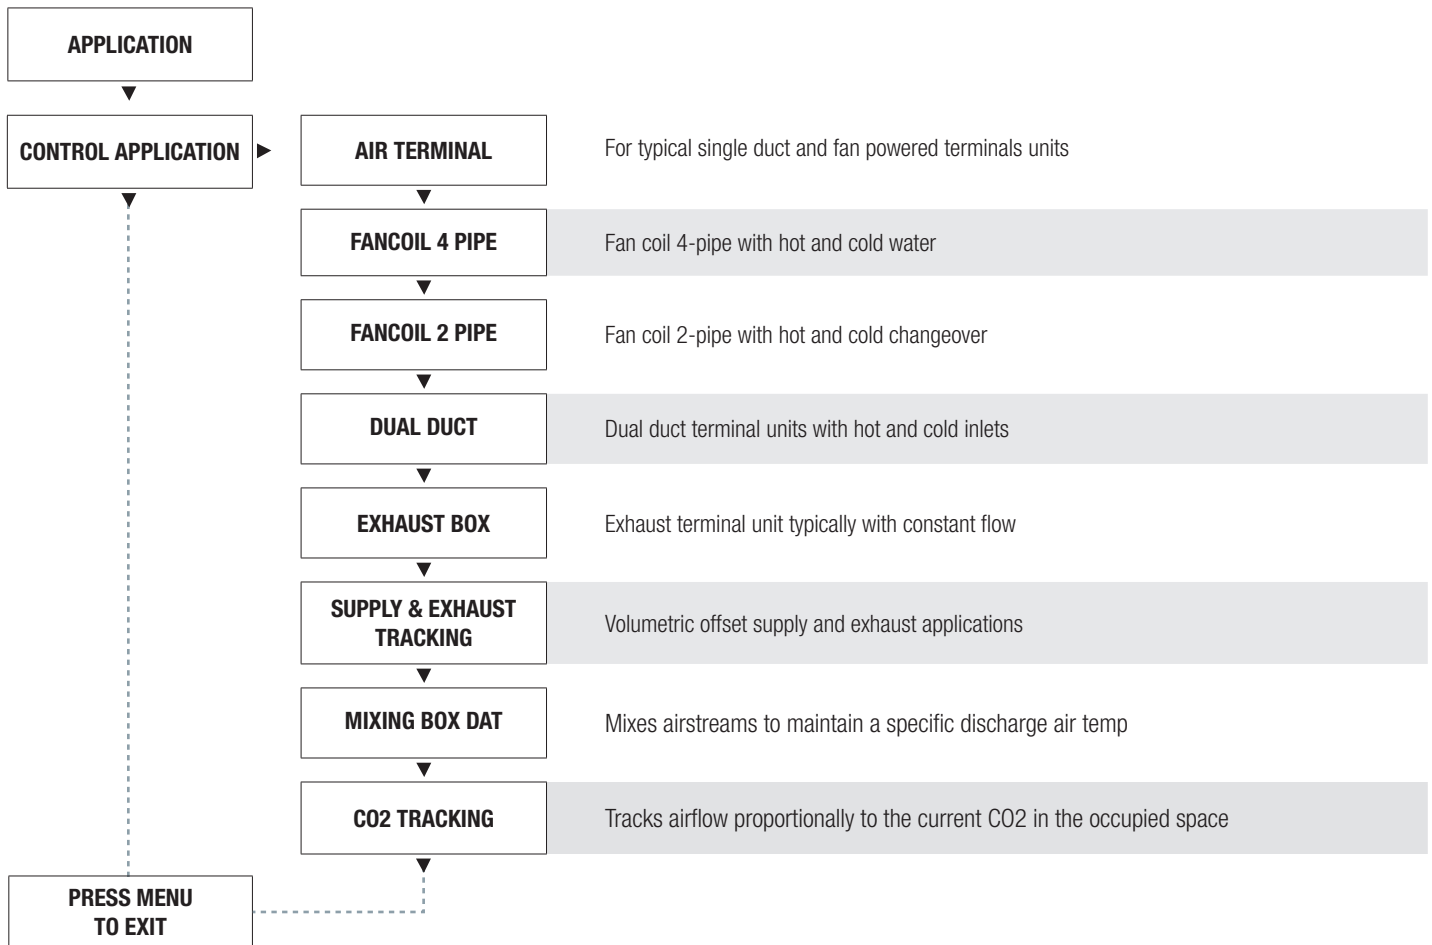 APPLICATION
CONTROL APPLICATION
AIR TERMINAL
For typical single duct and fan powered terminals units
FANCOIL 4 PIPE
Fan coil 4-pipe with hot and cold water
FANCOIL 2 PIPE
Fan coil 2-pipe with hot and cold changeover
DUAL DUCT
Dual duct terminal units with hot and cold inlets
EXHAUST BOX
Exhaust terminal unit typically with constant flow
SUPPLY & EXHAUST
TRACKING
Volumetric offset supply and exhaust applications
MIXING BOX DAT
Mixes airstreams to maintain a specific discharge air temp
CO2 TRACKING
Tracks airflow proportionally to the current CO2 in the occupied space
PRESS MENU
TO EXIT